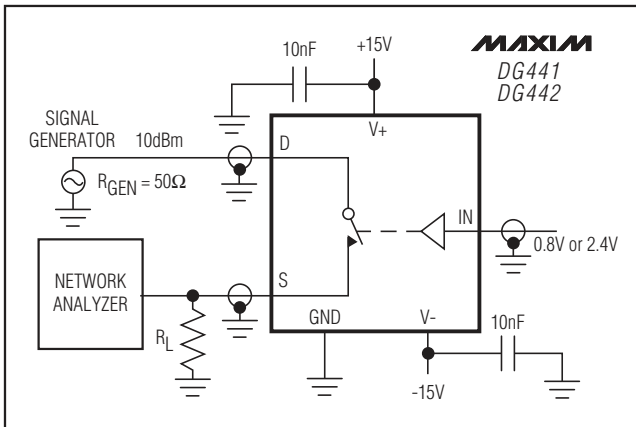 10nF
+15V
MAXIM
DG441
DG442
SIGNAL
GENERATOR
10dBm
V+
D
RGEN = 50Ω
IN
0.8V or 2.4V
NETWORK
ANALYZER
S
RL
GND
V-
10nF
-15V